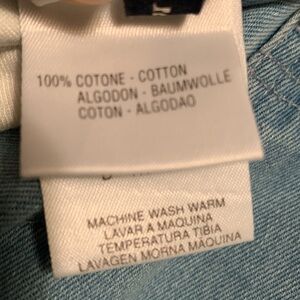 100% COTONE - COTTON
ALGODON - BAUMWOLLE
COTON - ALGODAO
MACHINE WASH WARM
LAVAR A MAQUINA
TEMPERATURA TIBIA
LAVAGEN MORNA MAQUINA